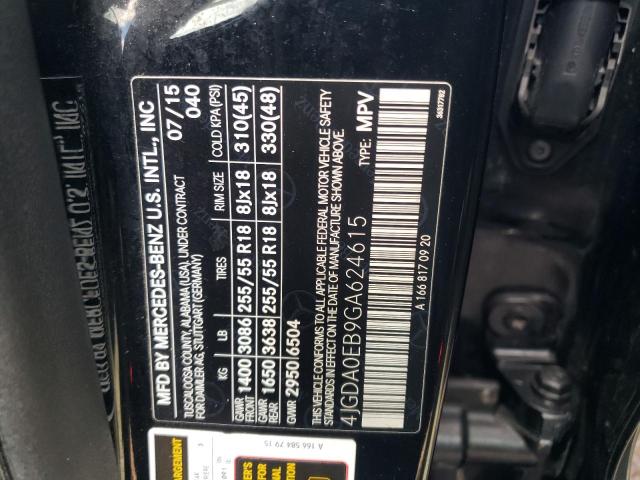 MFD BY MERCEDES-BENZ U.S. INTL., INC
TUSCALOOSA COUNTY, ALABAMA (USA), UNDER CONTRACT
FOR DAIMLER AG, STUTTGART (GERMANY)
07/15
040
KG LB TIRES RIM SIZE COLD KPA (PSI)
GAWR FRONT 1400 3086 255/55 R18 8Jx18 310(45)
GAWR REAR 1650 3638 255/55 R18 8Jx18 330(48)
GVWR 2950 6504
THIS VEHICLE CONFORMS TO ALL APPLICABLE FEDERAL MOTOR VEHICLE SAFETY
STANDARDS IN EFFECT ON THE DATE OF MANUFACTURE SHOWN ABOVE.
4JGDA0EB9GA624615 TYPE: MPV
A 166 817 09 20
A 166 584 79 15